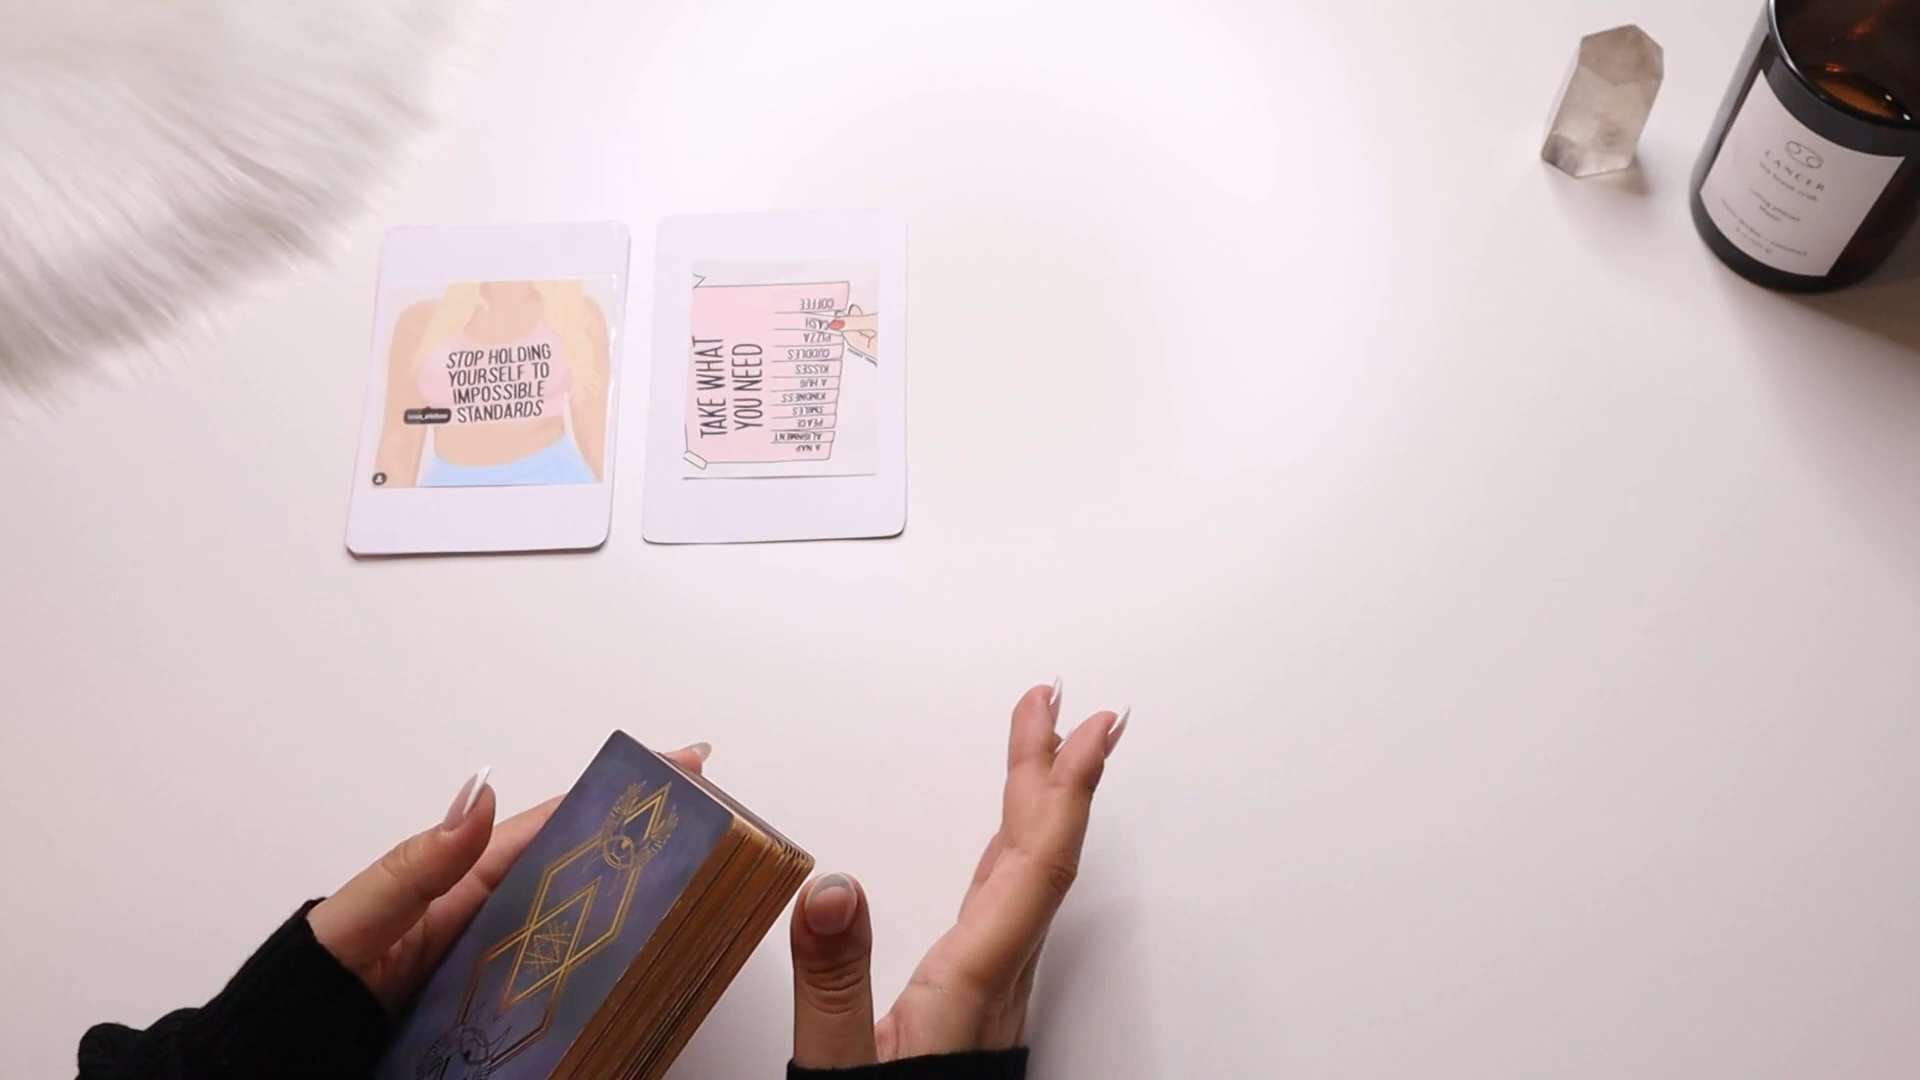 STOP HOLDING
YOURSELF TO
IMPOSSIBLE
STANDARDS
TAKE WHAT
YOU NEED
COFFEE
CASH
PIZZA
CUDDLES
KISSES
A HUG
KINDNESS
SMILES
PEACE
ALIGNMENT
A NAP
CANCER